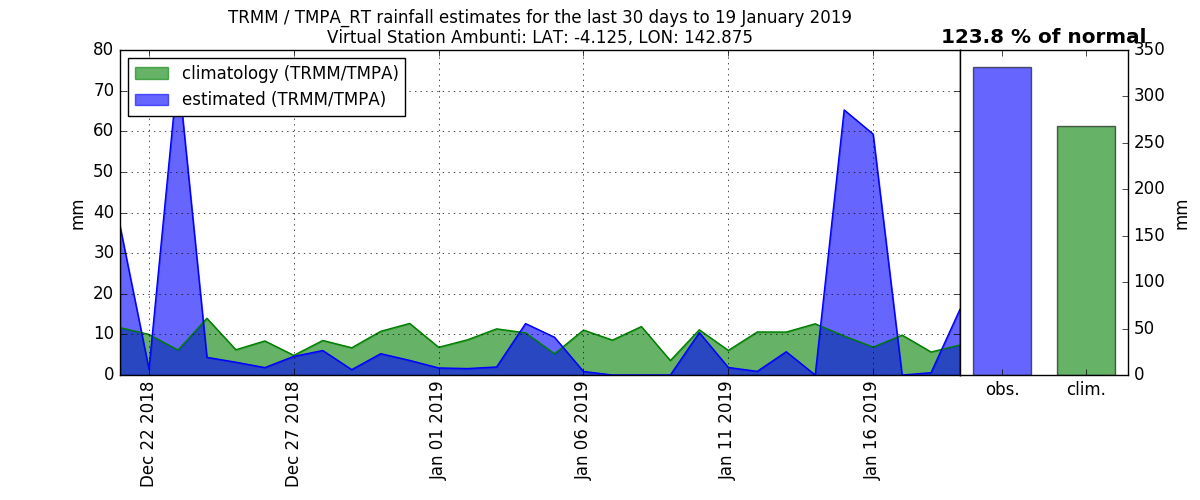 TRMM / TMPA_RT rainfall estimates for the last 30 days to 19 January 2019
Virtual Station Ambunti: LAT: -4.125, LON: 142.875
123.8 % of normal
climatology (TRMM/TMPA)
estimated (TRMM/TMPA)
80
70
60
50
40
30
20
10
0
mm
350
300
250
200
150
100
50
0
mm
obs.
clim.
Dec 22 2018
Dec 27 2018
Jan 01 2019
Jan 06 2019
Jan 11 2019
Jan 16 2019